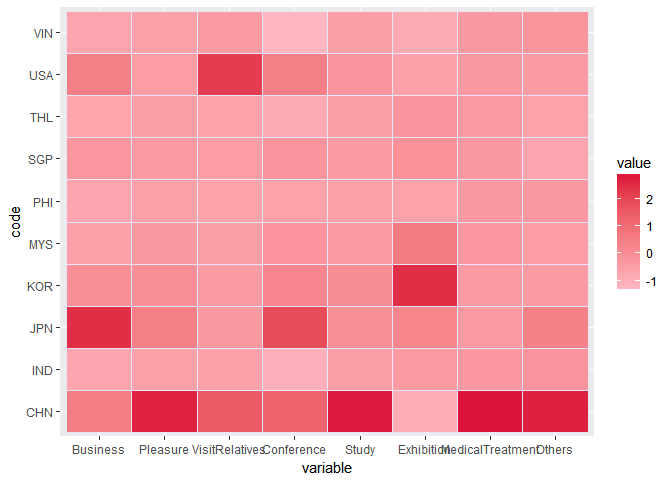 VIN
USA
THL
SGP
PHI
MYS
KOR
JPN
IND
CHN
code
Business Pleasure VisitRelatives Conference Study Exhibition MedicalTreatment Others
variable
value
2
1
0
-1